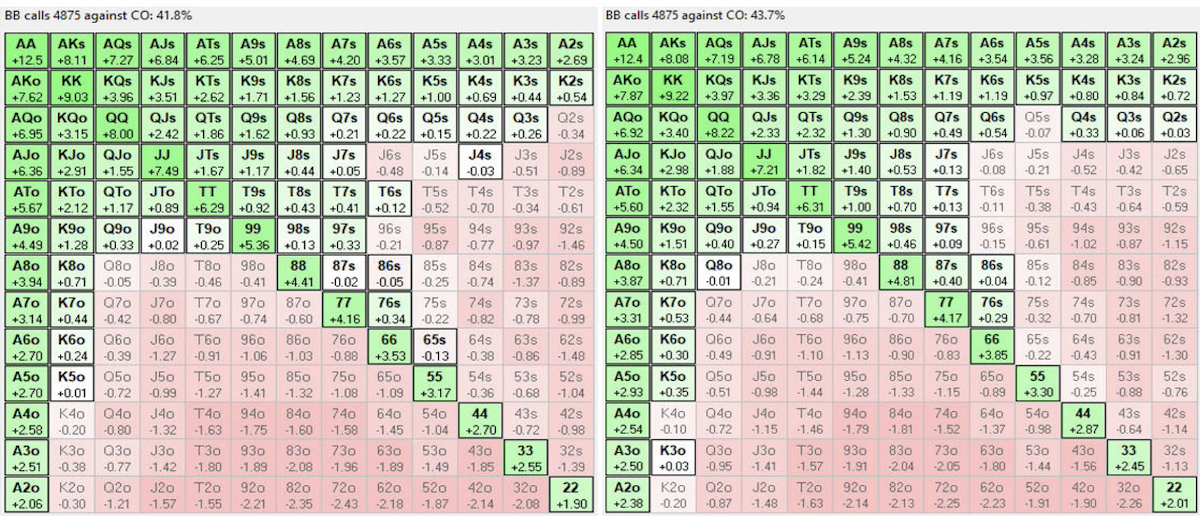 BB calls 4875 against CO: 41.8%
AA AKs AQs AJs ATs A9s A8s A7s A6s A5s A4s A3s A2s
+12.5 +8.11 +7.27 +6.84 +6.25 +5.01 +4.69 +4.20 +3.57 +3.33 +3.01 +3.23 +2.69
AKo KK KQs KJs KTs K9s K8s K7s K6s K5s K4s K3s K2s
+7.62 +9.03 +3.96 +3.51 +2.62 +1.71 +1.56 +1.23 +1.27 +1.00 +0.69 +0.44 +0.54
AQo KQo QQ QJs QTs Q9s Q8s Q7s Q6s Q5s Q4s Q3s Q2s
+6.95 +3.15 +8.00 +2.42 +1.86 +1.62 +0.93 +0.21 +0.22 +0.15 +0.22 +0.26 -0.34
AJo KJo QJo JJ JTs J9s J8s J7s J6s J5s J4s J3s J2s
+6.36 +2.91 +1.55 +7.49 +1.67 +1.17 +0.44 +0.05 -0.48 -0.14 -0.03 -0.51 -0.89
ATo KTo QTo JTo TT T9s T8s T7s T6s T5s T4s T3s T2s
+5.67 +2.12 +1.17 +0.89 +6.29 +0.92 +0.43 +0.41 +0.12 -0.52 -0.70 -0.34 -0.61
A9o K9o Q9o J9o T9o 99 98s 97s 96s 95s 94s 93s 92s
+4.49 +1.28 +0.33 +0.02 +0.25 +5.36 +0.13 +0.33 -0.21 -0.87 -0.77 -0.97 -1.46
A8o K8o Q8o J8o T8o 98o 88 87s 86s 85s 84s 83s 82s
+3.94 +0.71 -0.05 -0.39 -0.46 -0.41 +4.41 -0.02 -0.05 -0.25 -0.74 -1.37 -0.89
A7o K7o Q7o J7o T7o 97o 87o 77 76s 75s 74s 73s 72s
+3.14 +0.44 -0.42 -0.80 -0.67 -0.74 -0.60 +4.16 +0.34 -0.22 -0.82 -0.78 -0.99
A6o K6o Q6o J6o T6o 96o 86o 76o 66 65s 64s 63s 62s
+2.70 +0.24 -0.39 -1.27 -0.91 -1.06 -1.03 -0.88 +3.53 -0.13 -0.38 -0.86 -1.48
A5o K5o Q5o J5o T5o 95o 85o 75o 65o 55 54s 53s 52s
+2.70 +0.01 -0.72 -0.99 -1.27 -1.41 -1.32 -1.08 -1.09 +3.17 -0.36 -0.68 -1.04
A4o K4o Q4o J4o T4o 94o 84o 74o 64o 54o 44 43s 42s
+2.58 -0.20 -0.80 -1.32 -1.63 -1.75 -1.60 -1.58 -1.45 -1.04 +2.70 -0.72 -0.98
A3o K3o Q3o J3o T3o 93o 83o 73o 63o 53o 43o 33 32s
+2.51 -0.38 -0.77 -1.42 -1.80 -1.89 -2.08 -1.96 -1.89 -1.49 -1.85 +2.55 -1.39
A2o K2o Q2o J2o T2o 92o 82o 72o 62o 52o 42o 32o 22
+2.06 -0.30 -1.21 -1.57 -1.55 -2.21 -2.35 -2.43 -2.18 -1.87 -2.14 -2.08 +1.90
BB calls 4875 against CO: 43.7%
AA AKs AQs AJs ATs A9s A8s A7s A6s A5s A4s A3s A2s
+12.4 +8.08 +7.19 +6.78 +6.14 +5.24 +4.32 +4.16 +3.54 +3.56 +3.28 +3.24 +2.96
AKo KK KQs KJs KTs K9s K8s K7s K6s K5s K4s K3s K2s
+7.87 +9.22 +3.97 +3.36 +3.29 +2.39 +1.53 +1.19 +1.19 +0.97 +0.80 +0.84 +0.72
AQo KQo QQ QJs QTs Q9s Q8s Q7s Q6s Q5s Q4s Q3s Q2s
+6.92 +3.40 +8.22 +2.33 +2.32 +1.30 +0.90 +0.49 +0.54 -0.07 +0.33 +0.06 +0.03
AJo KJo QJo JJ JTs J9s J8s J7s J6s J5s J4s J3s J2s
+6.34 +2.98 +1.88 +7.21 +1.82 +1.40 +0.53 +0.13 -0.08 -0.21 -0.52 -0.42 -0.65
ATo KTo QTo JTo TT T9s T8s T7s T6s T5s T4s T3s T2s
+5.60 +2.32 +1.55 +0.94 +6.31 +1.00 +0.70 +0.13 -0.11 -0.38 -0.43 -0.64 -0.59
A9o K9o Q9o J9o T9o 99 98s 97s 96s 95s 94s 93s 92s
+4.50 +1.51 +0.40 +0.27 +0.15 +5.42 +0.46 +0.09 -0.15 -0.61 -1.02 -0.87 -1.15
A8o K8o Q8o J8o T8o 98o 88 87s 86s 85s 84s 83s 82s
+3.87 +0.71 -0.01 -0.21 -0.24 -0.41 +4.81 +0.40 +0.04 -0.12 -0.85 -0.90 -0.93
A7o K7o Q7o J7o T7o 97o 87o 77 76s 75s 74s 73s 72s
+3.31 +0.53 -0.44 -0.64 -0.68 -0.75 -0.70 +4.17 +0.29 -0.32 -0.70 -0.81 -1.32
A6o K6o Q6o J6o T6o 96o 86o 76o 66 65s 64s 63s 62s
+2.85 +0.30 -0.49 -0.91 -1.10 -1.13 -0.90 -0.83 +3.85 -0.22 -0.43 -0.91 -1.30
A5o K5o Q5o J5o T5o 95o 85o 75o 65o 55 54s 53s 52s
+2.93 +0.35 -0.51 -0.98 -1.44 -1.28 -1.33 -1.15 -0.89 +3.30 -0.25 -0.88 -0.76
A4o K4o Q4o J4o T4o 94o 84o 74o 64o 54o 44 43s 42s
+2.54 -0.10 -0.72 -1.15 -1.46 -1.79 -1.81 -1.52 -1.37 -0.98 +2.87 -0.64 -1.14
A3o K3o Q3o J3o T3o 93o 83o 73o 63o 53o 43o 33 32s
+2.50 +0.03 -0.95 -1.41 -1.57 -1.91 -2.04 -2.05 -1.80 -1.44 -1.56 +2.45 -1.13
A2o K2o Q2o J2o T2o 92o 82o 72o 62o 52o 42o 32o 22
+2.38 -0.20 -0.87 -1.48 -1.63 -2.14 -2.13 -2.25 -2.23 -1.91 -1.90 -2.26 +2.01